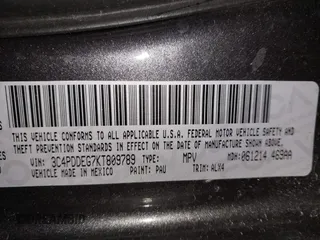 THIS VEHICLE CONFORMS TO ALL APPLICABLE U.S.A. FEDERAL MOTOR VEHICLE SAFETY AND
THEFT PREVENTION STANDARDS IN EFFECT ON THE DATE OF MANUFACTURE SHOWN ABOVE.
VIN: 3C4PDDEG7KT809789 TYPE: MPV MDH: 061214 469AA
VEHICLE MADE IN MEXICO PAINT: PAU TRIM: ALX4